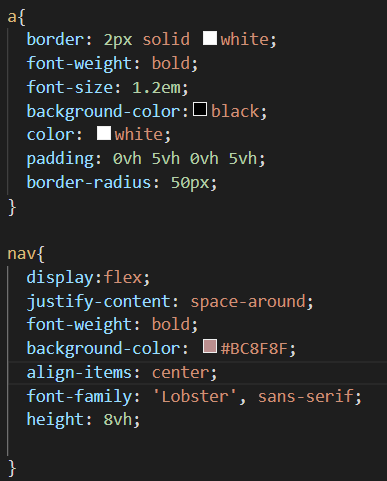 a{
border: 2px solid white;
font-weight: bold;
font-size: 1.2em;
background-color:black;
color: white;
padding: 0vh 5vh 0vh 5vh;
border-radius: 50px;
}
nav{
display:flex;
justify-content: space-around;
font-weight: bold;
background-color: #BC8F8F;
align-items: center;
font-family: 'Lobster', sans-serif;
height: 8vh;
}